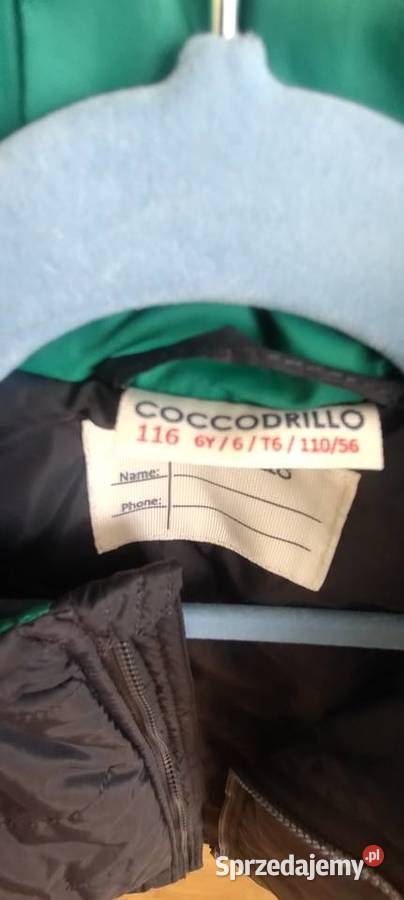 COCCODRILLO
116 6Y / 6 / T6 / 110/56
Name:
Phone:
Sprzedajemy.pl